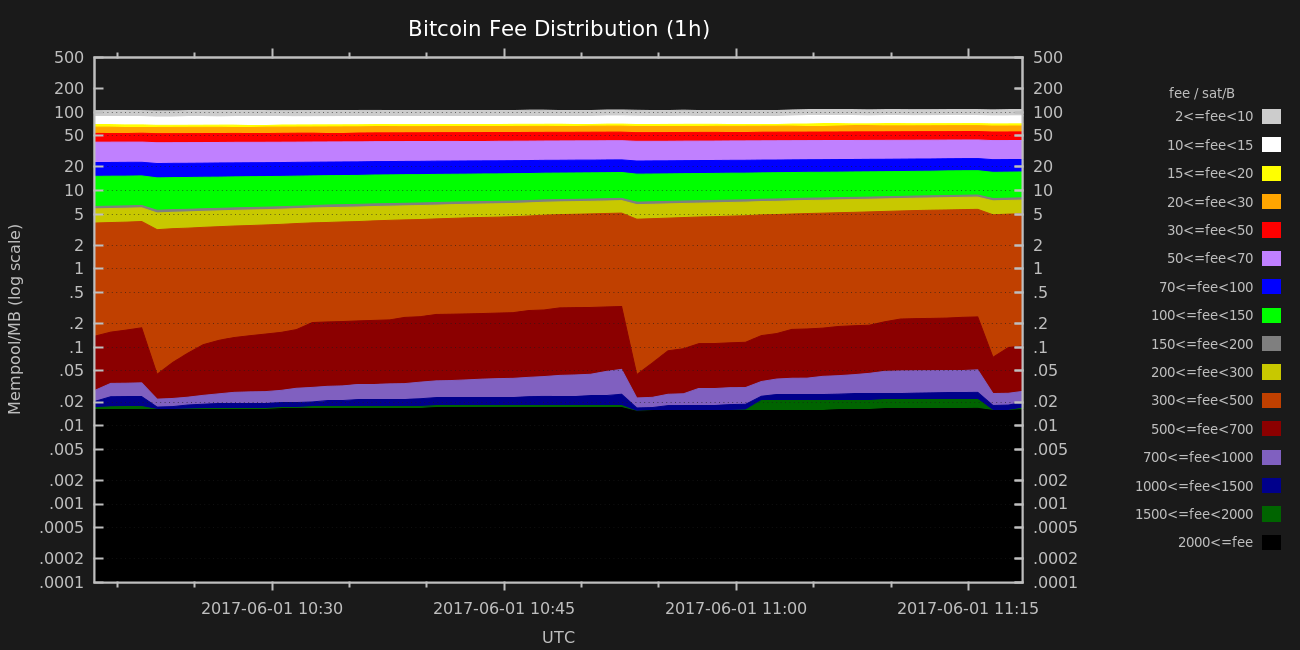 Bitcoin Fee Distribution (1h)
500 500
200 200
100 100
50 50
20 20
10 10
5 5
2 2
1 1
.5 .5
.2 .2
.1 .1
.05 .05
.02 .02
.01 .01
.005 .005
.002 .002
.001 .001
.0005 .0005
.0002 .0002
.0001 .0001
Mempool/MB (log scale)
2017-06-01 10:30 2017-06-01 10:45 2017-06-01 11:00 2017-06-01 11:15
UTC
fee / sat/B
2<=fee<10
10<=fee<15
15<=fee<20
20<=fee<30
30<=fee<50
50<=fee<70
70<=fee<100
100<=fee<150
150<=fee<200
200<=fee<300
300<=fee<500
500<=fee<700
700<=fee<1000
1000<=fee<1500
1500<=fee<2000
2000<=fee